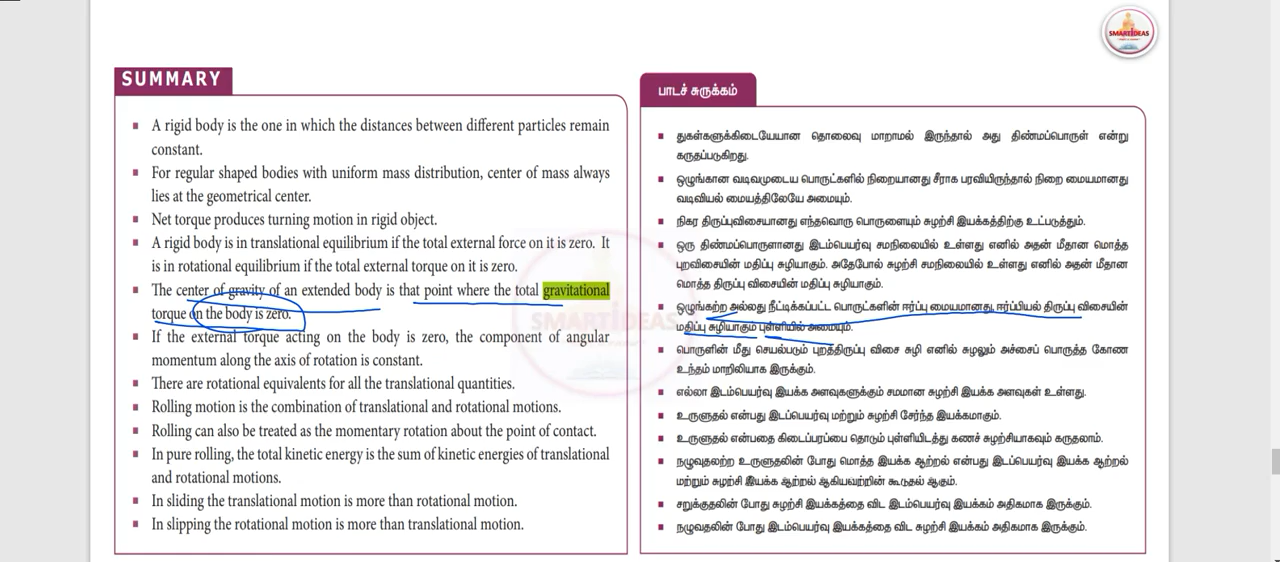 SMARTIDEAS
SUMMARY
A rigid body is the one in which the distances between different particles remain
constant.
For regular shaped bodies with uniform mass distribution, center of mass always
lies at the geometrical center.
Net torque produces turning motion in rigid object.
A rigid body is in translational equilibrium if the total external force on it is zero. It
is in rotational equilibrium if the total external torque on it is zero.
The center of gravity of an extended body is that point where the total gravitational
torque on the body is zero.
If the external torque acting on the body is zero, the component of angular
momentum along the axis of rotation is constant.
There are rotational equivalents for all the translational quantities.
Rolling motion is the combination of translational and rotational motions.
Rolling can also be treated as the momentary rotation about the point of contact.
In pure rolling, the total kinetic energy is the sum of kinetic energies of translational
and rotational motions.
In sliding the translational motion is more than rotational motion.
In slipping the rotational motion is more than translational motion.
பாடச் சுருக்கம்
துகள்களுக்கிடையேயான தொலைவு மாறாமல் இருந்தால் அது திண்மப்பொருள் என்று
கருதப்படுகிறது.
ஒழுங்கான வடிவமுடைய பொருட்களில் நிறையானது சீராக பரவியிருந்தால் நிறை மையமானது
வடிவியல் மையத்திலேயே அமையும்.
நிகர திருப்புவிசையானது எந்தவொரு பொருளையும் சுழற்சி இயக்கத்திற்கு உட்படுத்தும்.
ஒரு திண்மப்பொருளானது இடம்பெயர்வு சமநிலையில் உள்ளது எனில் அதன் மீதான மொத்த
புறவிசையின் மதிப்பு சுழியாகும். அதேபோல் சுழற்சி சமநிலையில் உள்ளது எனில் அதன் மீதான
மொத்த திருப்பு விசையின் மதிப்பு சுழியாகும்.
ஒழுங்கற்ற அல்லது நீட்டிக்கப்பட்ட பொருட்களின் ஈர்ப்பு மையமானது, ஈர்ப்பியல் திருப்பு விசையின்
மதிப்பு சுழியாகும் புள்ளியில் அமையும்.
பொருளின் மீது செயல்படும் புறத்திருப்பு விசை சுழி எனில் சுழலும் அச்சைப் பொருத்த கோண
உந்தம் மாறிலியாக இருக்கும்.
எல்லா இடம்பெயர்வு இயக்க அளவுகளுக்கும் சமமான சுழற்சி இயக்க அளவுகள் உள்ளது.
உருளுதல் என்பது இடப்பெயர்வு மற்றும் சுழற்சி சேர்ந்த இயக்கமாகும்.
உருளுதல் என்பதை கிடைப்பரப்பை தொடும் புள்ளியிடத்து கணச் சுழற்சியாகவும் கருதலாம்.
நழுவுதலற்ற உருளுதலின் போது மொத்த இயக்க ஆற்றல் என்பது இடப்பெயர்வு இயக்க ஆற்றல்
மற்றும் சுழற்சி இயக்க ஆற்றல் ஆகியவற்றின் கூடுதல் ஆகும்.
சறுக்குதலின் போது சுழற்சி இயக்கத்தை விட இடம்பெயர்வு இயக்கம் அதிகமாக இருக்கும்.
நழுவதலின் போது இடம்பெயர்வு இயக்கத்தை விட சுழற்சி இயக்கம் அதிகமாக இருக்கும்.
SMARTIDEAS